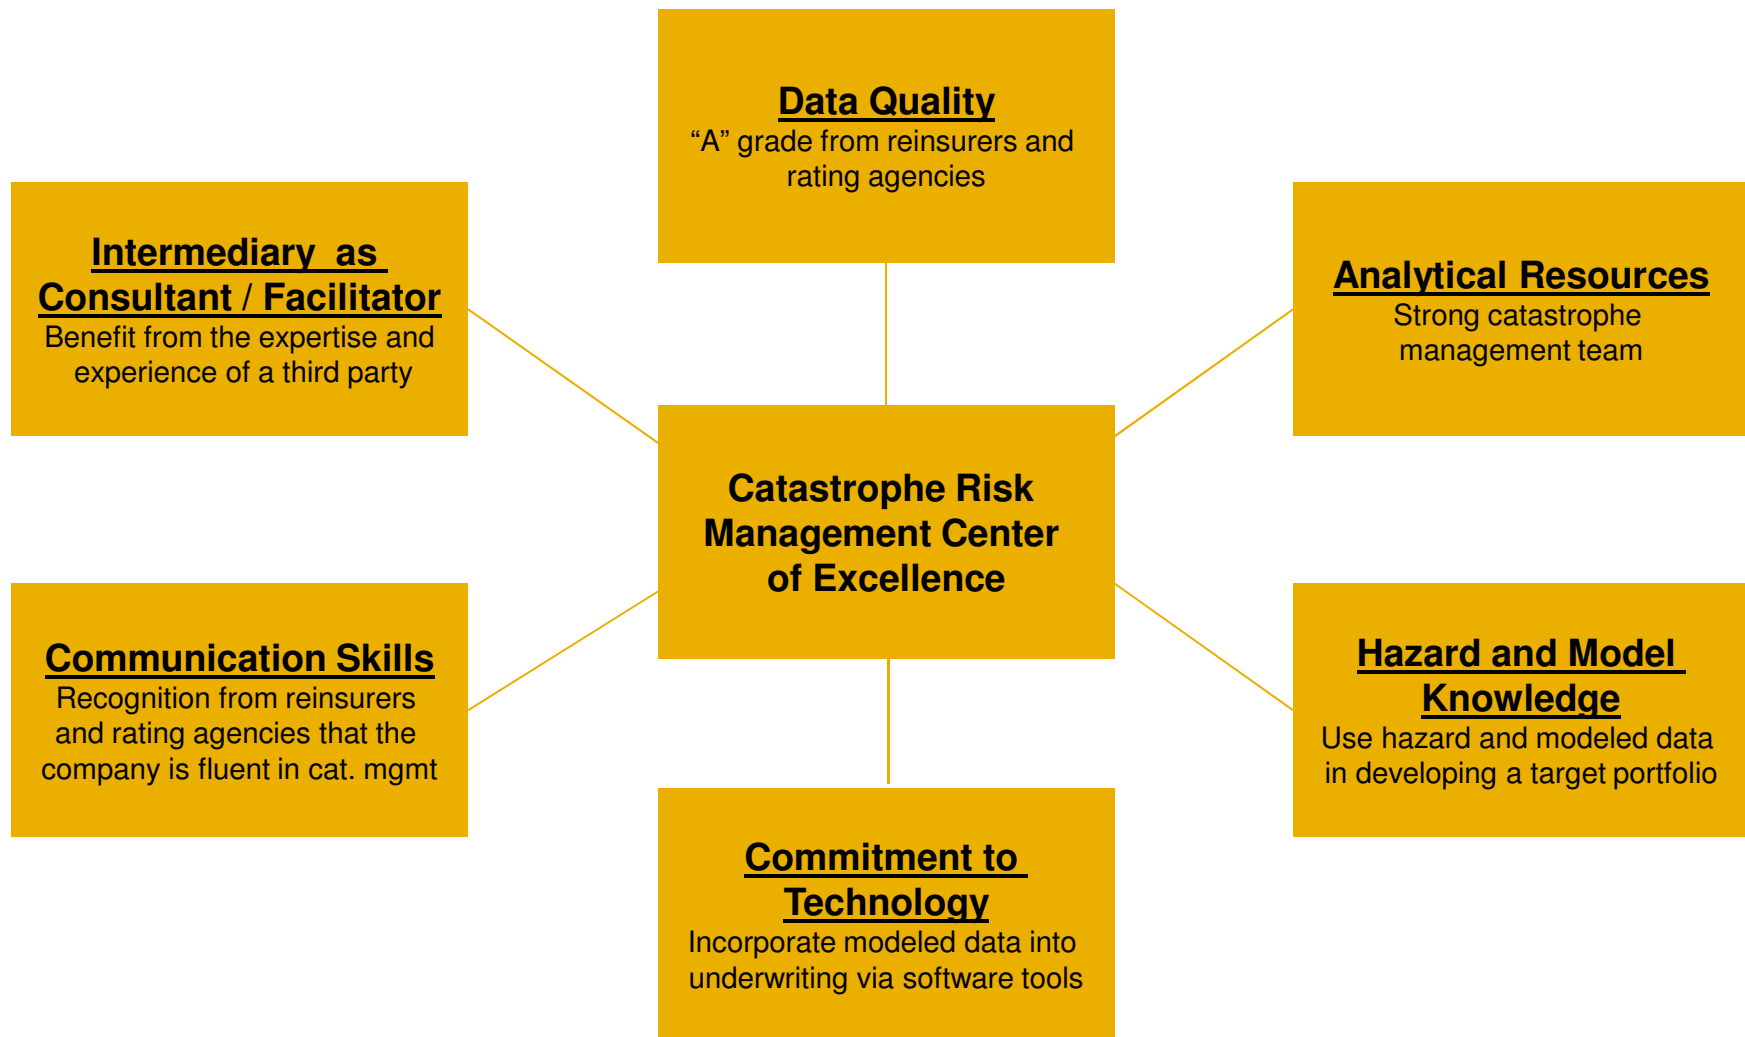 Data Quality
“A” grade from reinsurers and
rating agencies
Intermediary as
Consultant / Facilitator
Benefit from the expertise and
experience of a third party
Analytical Resources
Strong catastrophe
management team
Catastrophe Risk
Management Center
of Excellence
Communication Skills
Recognition from reinsurers
and rating agencies that the
company is fluent in cat. mgmt
Hazard and Model
Knowledge
Use hazard and modeled data
in developing a target portfolio
Commitment to
Technology
Incorporate modeled data into
underwriting via software tools